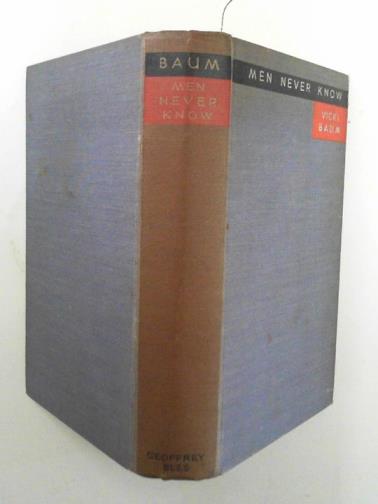 BAUM
MEN
NEVER
KNOW
GEOFFREY
BLES
MEN NEVER KNOW
VICKI
BAUM